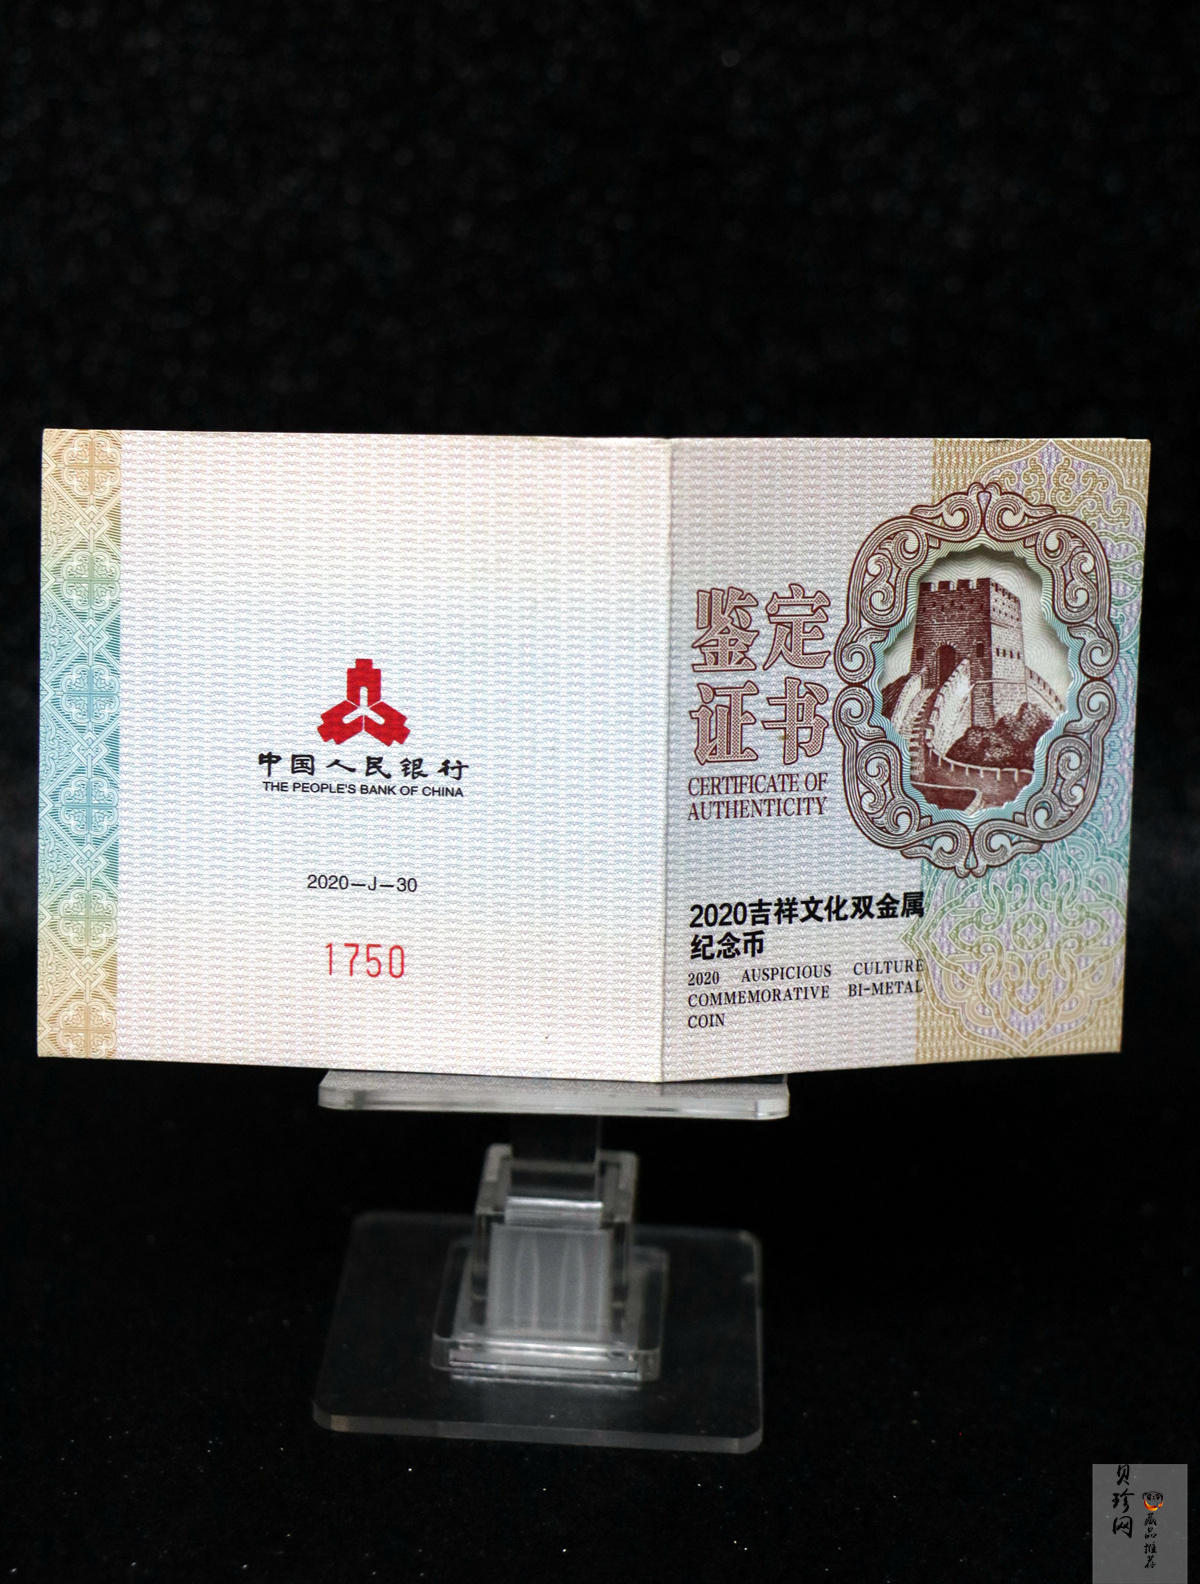 中国人民银行
THE PEOPLE'S BANK OF CHINA
2020—J—30
1750
鉴定
证书
CERTIFICATE OF
AUTHENTICITY
2020吉祥文化双金属
纪念币
2020 AUSPICIOUS CULTURE
COMMEMORATIVE BI-METAL
COIN
贝珍网
藏品推荐